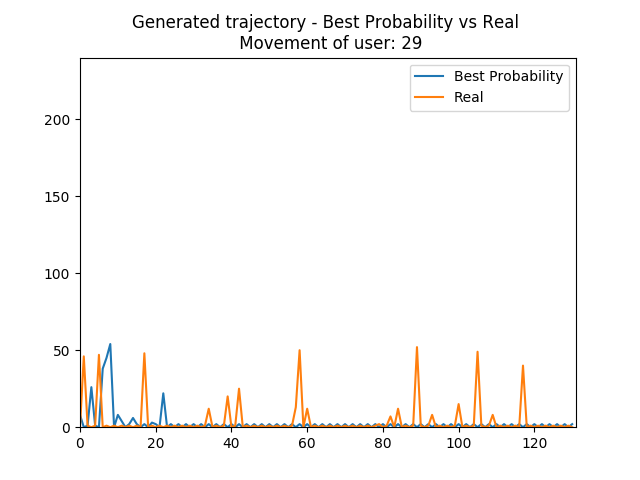 Generated trajectory - Best Probability vs Real
Movement of user: 29
Best Probability
Real
200
150
100
50
0
0 20 40 60 80 100 120